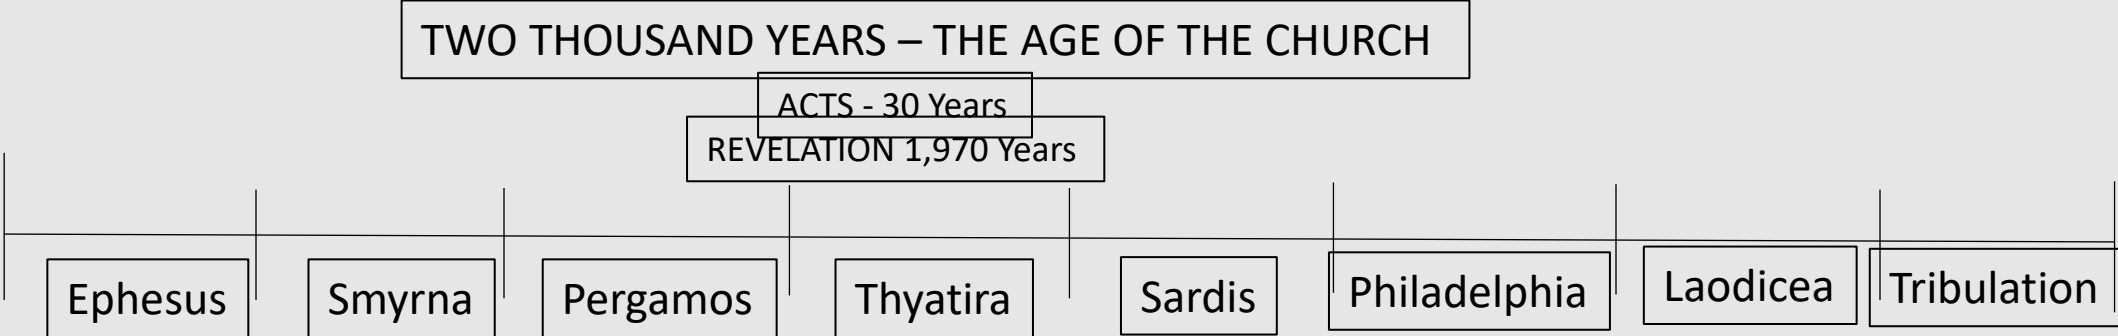 TWO THOUSAND YEARS – THE AGE OF THE CHURCH
ACTS - 30 Years
REVELATION 1,970 Years
Ephesus Smyrna Pergamos Thyatira Sardis Philadelphia Laodicea Tribulation